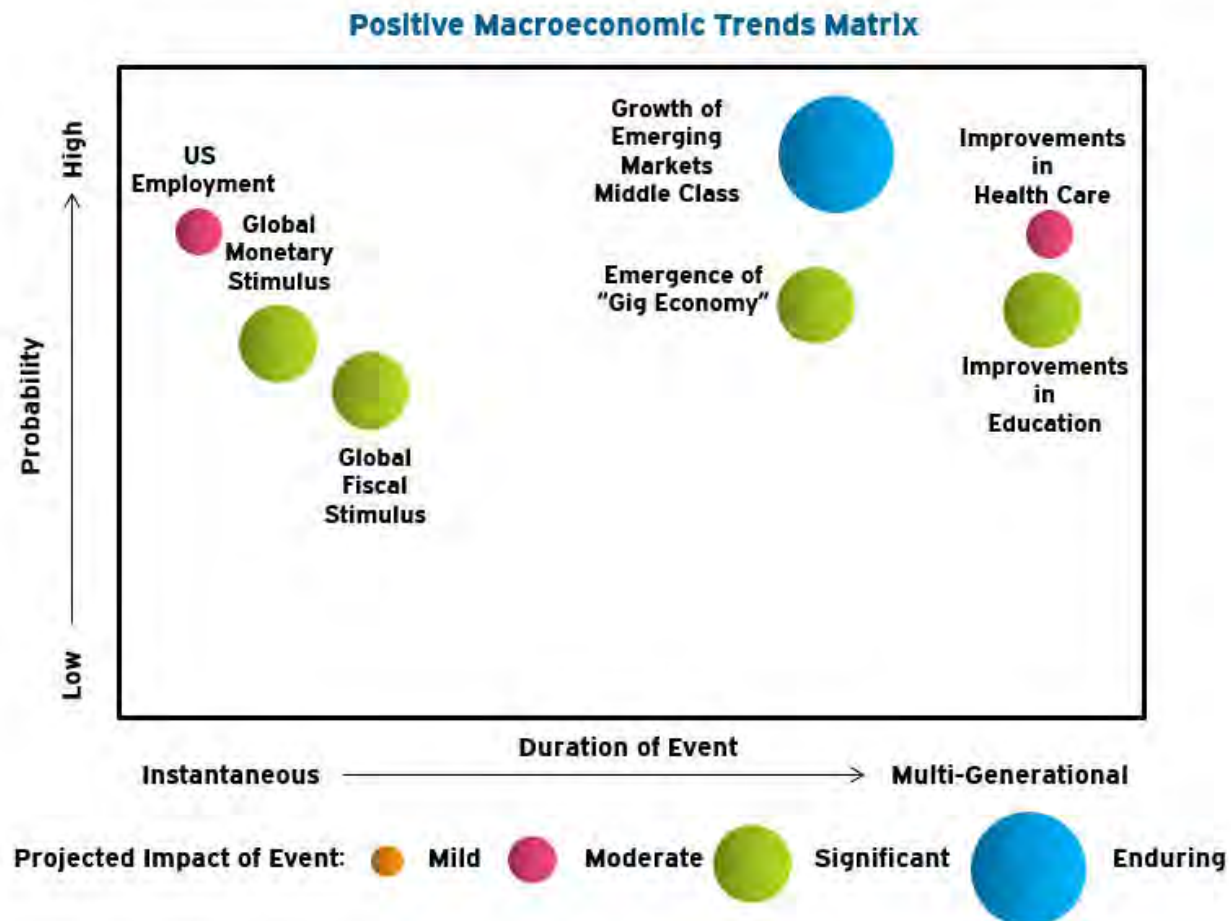 Positive Macroeconomic Trends Matrix
Growth of
Emerging
Markets
Middle Class
Improvements
in
Health Care
US
Employment
Global
Monetary
Stimulus
Emergence of
"Gig Economy"
Improvements
in
Education
Global
Fiscal
Stimulus
High
Probability
Low
Duration of Event
Instantaneous
Multi-Generational
Projected Impact of Event:
Mild
Moderate
Significant
Enduring